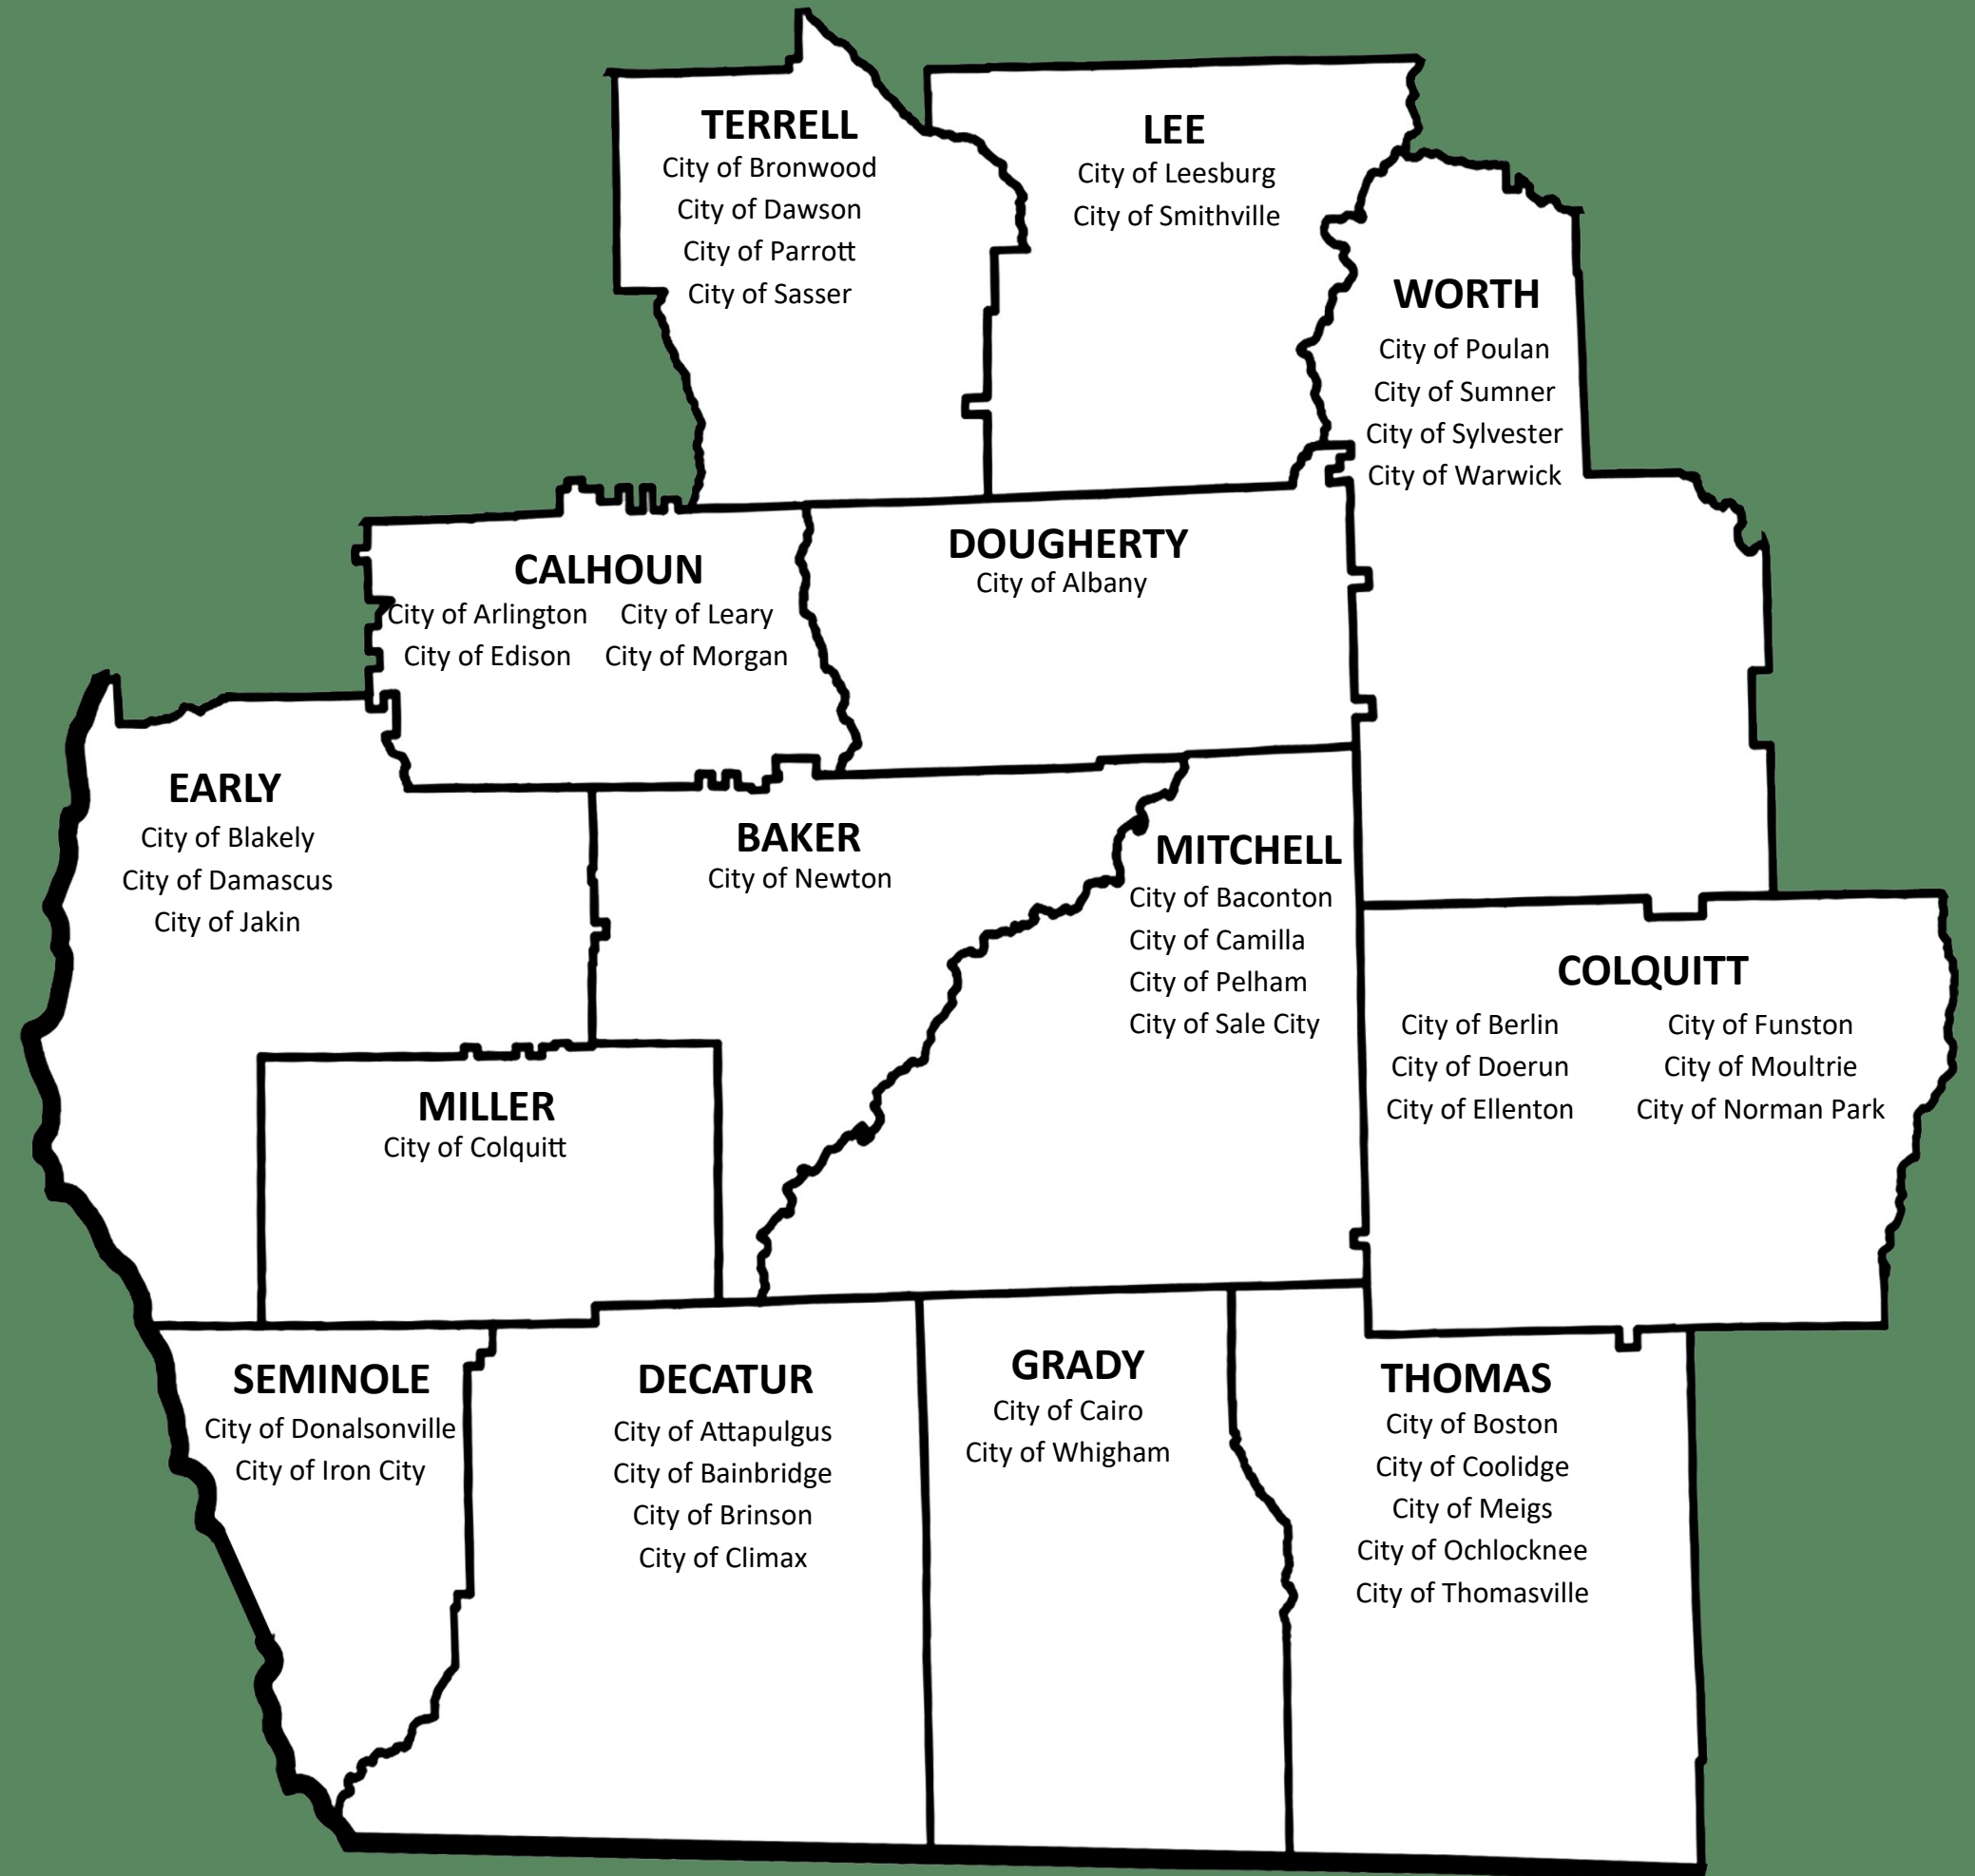 TERRELL
City of Bronwood
City of Dawson
City of Parrott
City of Sasser
LEE
City of Leesburg
City of Smithville
WORTH
City of Poulan
City of Sumner
City of Sylvester
City of Warwick
CALHOUN
City of Arlington City of Leary
City of Edison City of Morgan
DOUGHERTY
City of Albany
EARLY
City of Blakely
City of Damascus
City of Jakin
BAKER
City of Newton
MITCHELL
City of Baconton
City of Camilla
City of Pelham
City of Sale City
COLQUITT
City of Berlin City of Funston
City of Doerun City of Moultrie
City of Ellenton City of Norman Park
MILLER
City of Colquitt
SEMINOLE
City of Donalsonville
City of Iron City
DECATUR
City of Attapulgus
City of Bainbridge
City of Brinson
City of Climax
GRADY
City of Cairo
City of Whigham
THOMAS
City of Boston
City of Coolidge
City of Meigs
City of Ochlocknee
City of Thomasville